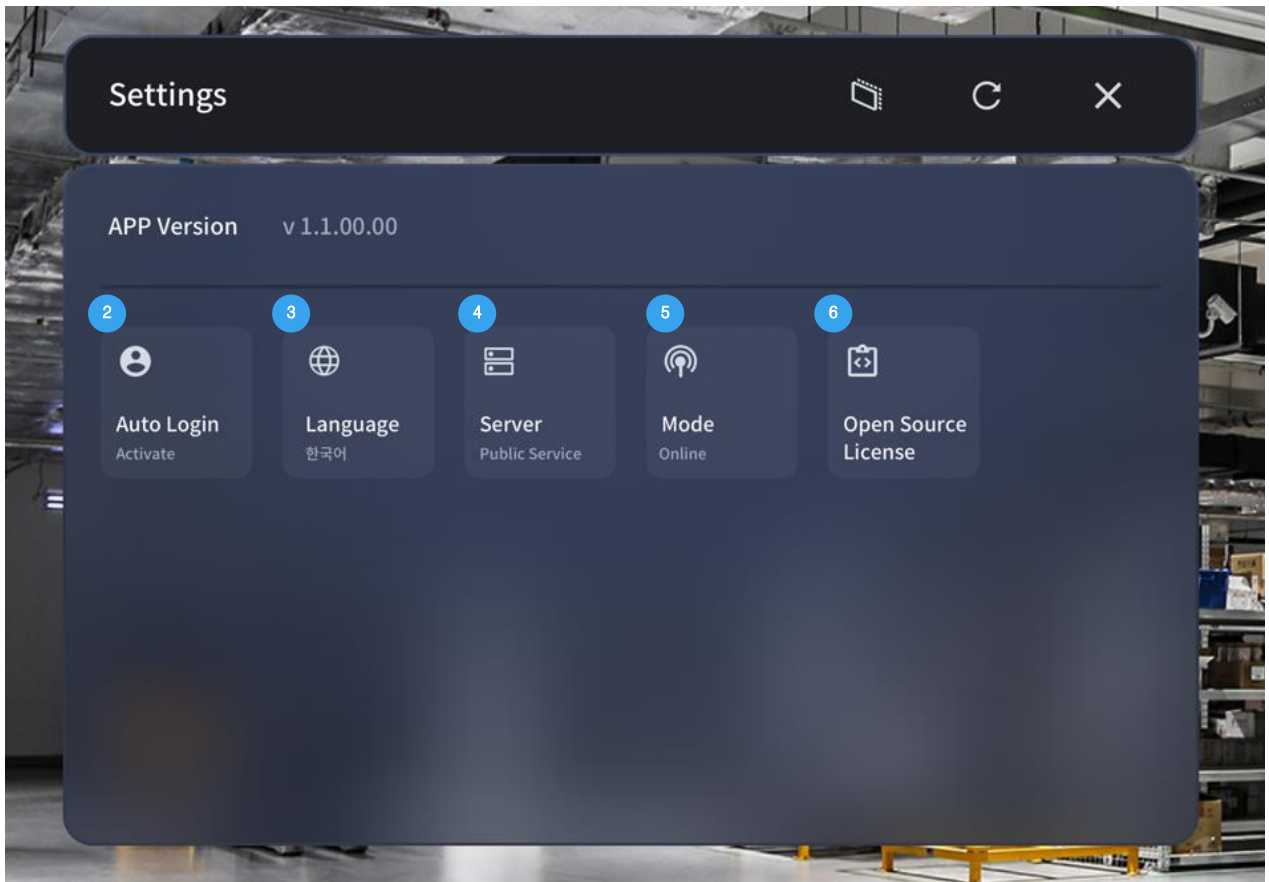 Settings
APP Version v 1.1.00.00
2 3 4 5 6
Auto Login
Activate
Language
한국어
Server
Public Service
Mode
Online
Open Source
License